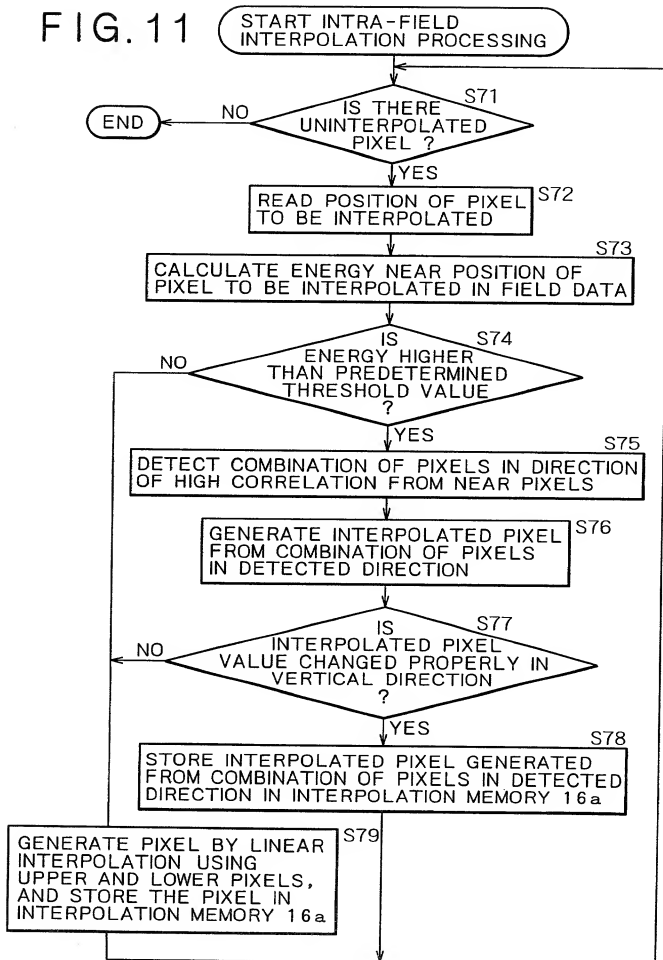 FIG. 11
START INTRA-FIELD
INTERPOLATION PROCESSING
S71
IS THERE
UNINTERPOLATED
PIXEL ?
NO
END
YES
S72
READ POSITION OF PIXEL
TO BE INTERPOLATED
S73
CALCULATE ENERGY NEAR POSITION OF
PIXEL TO BE INTERPOLATED IN FIELD DATA
S74
IS
ENERGY HIGHER
THAN PREDETERMINED
THRESHOLD VALUE
?
NO
YES
S75
DETECT COMBINATION OF PIXELS IN DIRECTION
OF HIGH CORRELATION FROM NEAR PIXELS
S76
GENERATE INTERPOLATED PIXEL
FROM COMBINATION OF PIXELS
IN DETECTED DIRECTION
S77
IS
INTERPOLATED PIXEL
VALUE CHANGED PROPERLY IN
VERTICAL DIRECTION
?
NO
YES
S78
STORE INTERPOLATED PIXEL GENERATED
FROM COMBINATION OF PIXELS IN DETECTED
DIRECTION IN INTERPOLATION MEMORY 16a
S79
GENERATE PIXEL BY LINEAR
INTERPOLATION USING
UPPER AND LOWER PIXELS,
AND STORE THE PIXEL IN
INTERPOLATION MEMORY 16a